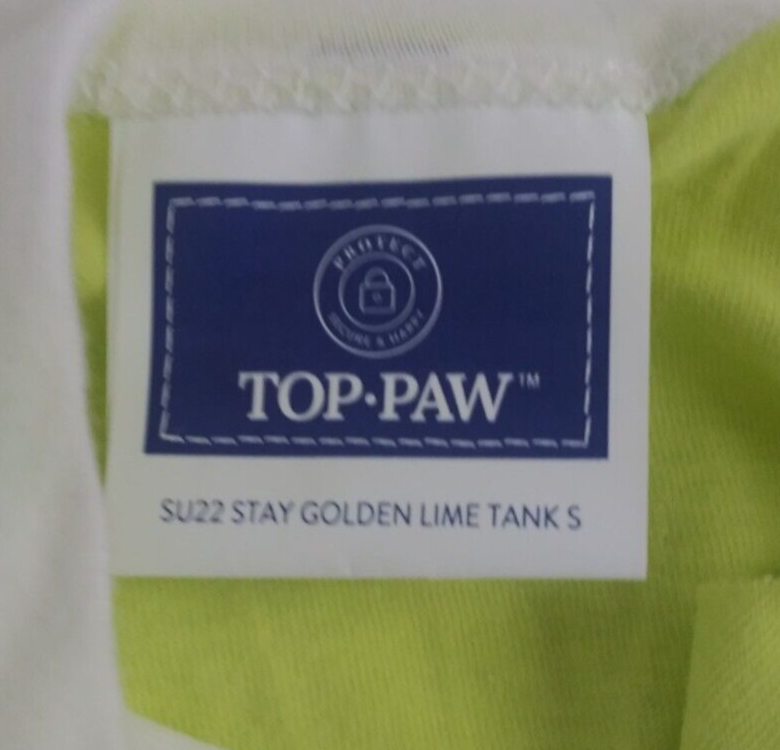 PROTECT
SECURE & HAPPY
TOP•PAW™
SU22 STAY GOLDEN LIME TANK S